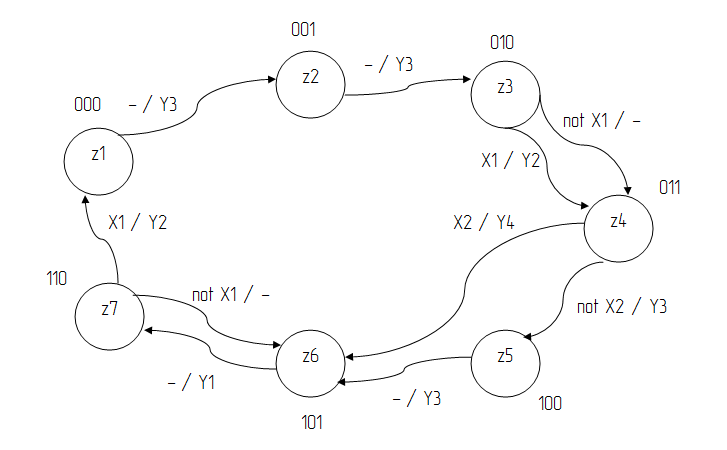 001
z2
- / Y3
010
z3
000
- / Y3
z1
not X1 / -
X1 / Y2
011
z4
X1 / Y2
X2 / Y4
110
z7
not X1 / -
not X2 / Y3
z6
z5
- / Y1
- / Y3
100
101